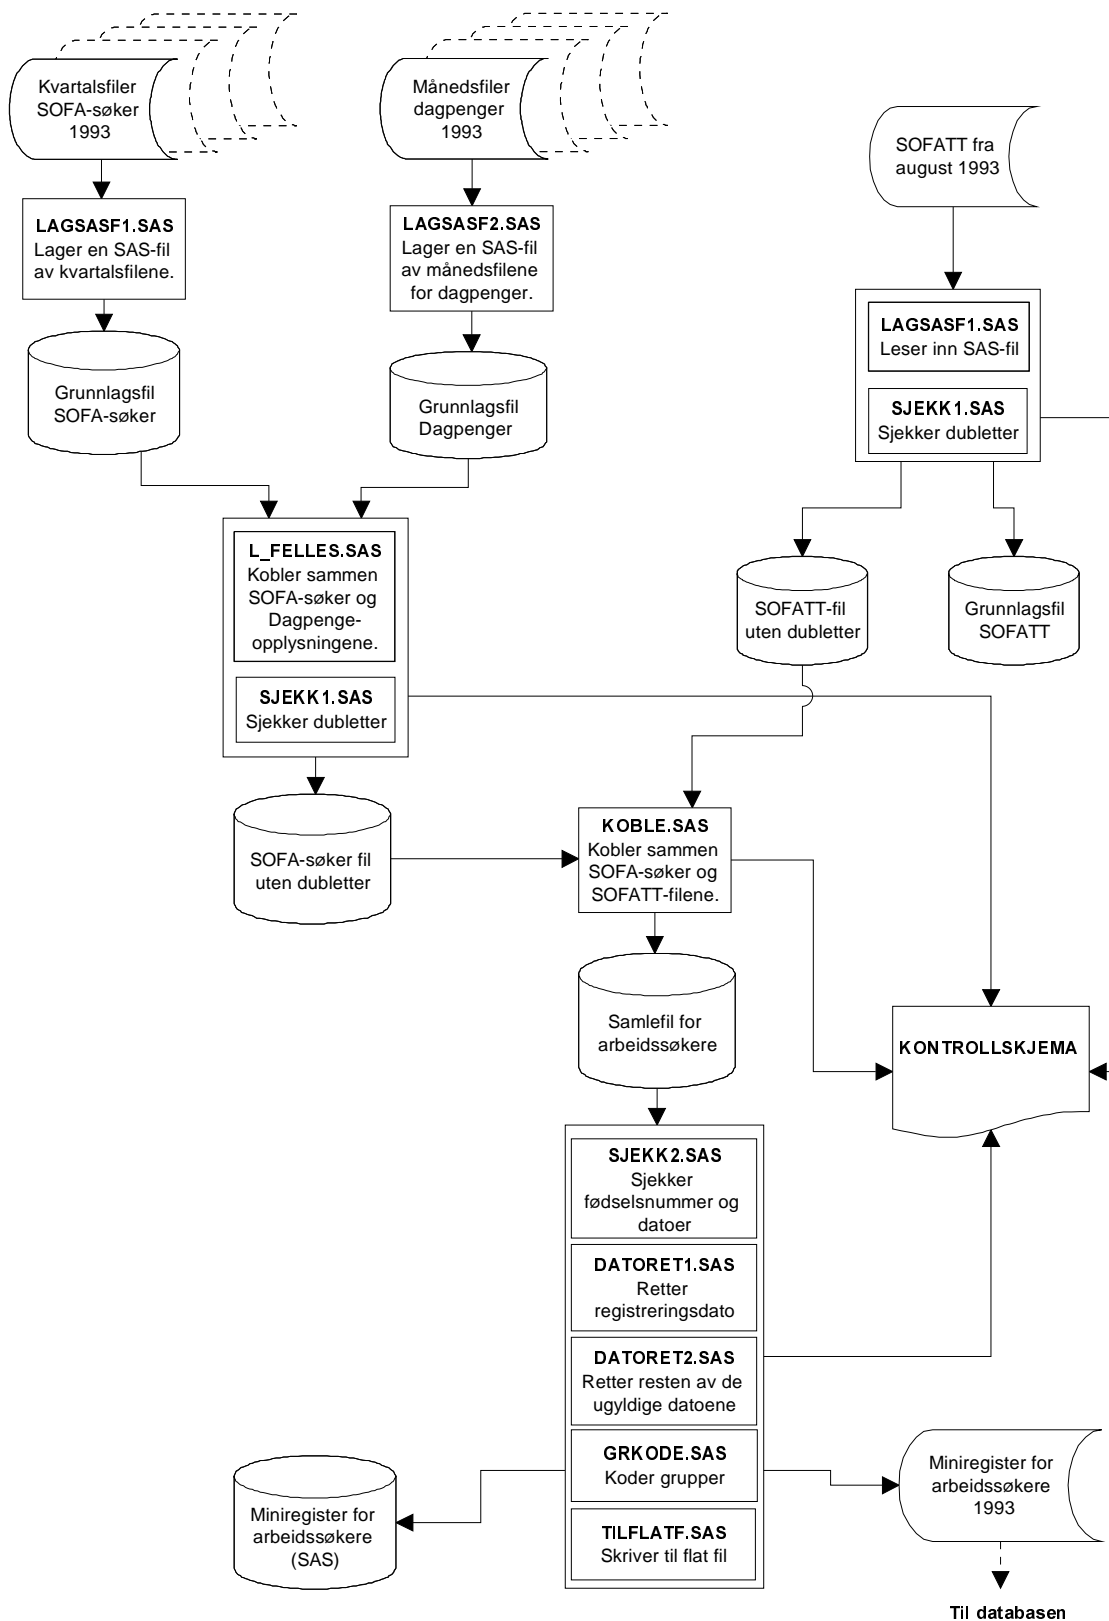 Kvartalsfiler
SOFA-søker
1993
Månedsfiler
dagpenger
1993
SOFATT fra
august 1993
LAGSASF1.SAS
Lager en SAS-fil
av kvartalsfilene.
LAGSASF2.SAS
Lager en SAS-fil
av månedsfilene
for dagpenger.
LAGSASF1.SAS
Leser inn SAS-fil
SJEKK1.SAS
Sjekker dubletter
Grunnlagsfil
SOFA-søker
Grunnlagsfil
Dagpenger
L_FELLES.SAS
Kobler sammen
SOFA-søker og
Dagpenge-
opplysningene.
SJEKK1.SAS
Sjekker dubletter
SOFATT-fil
uten dubletter
Grunnlagsfil
SOFATT
SOFA-søker fil
uten dubletter
KOBLE.SAS
Kobler sammen
SOFA-søker og
SOFATT-filene.
Samlefil for
arbeidssøkere
KONTROLLSKJEMA
SJEKK2.SAS
Sjekker
fødselsnummer og
datoer
DATORET1.SAS
Retter
registreringsdato
DATORET2.SAS
Retter resten av de
ugyldige datoene
GRKODE.SAS
Koder grupper
TILFLATF.SAS
Skriver til flat fil
Miniregister for
arbeidssøkere
(SAS)
Miniregister for
arbeidssøkere
1993
Til databasen